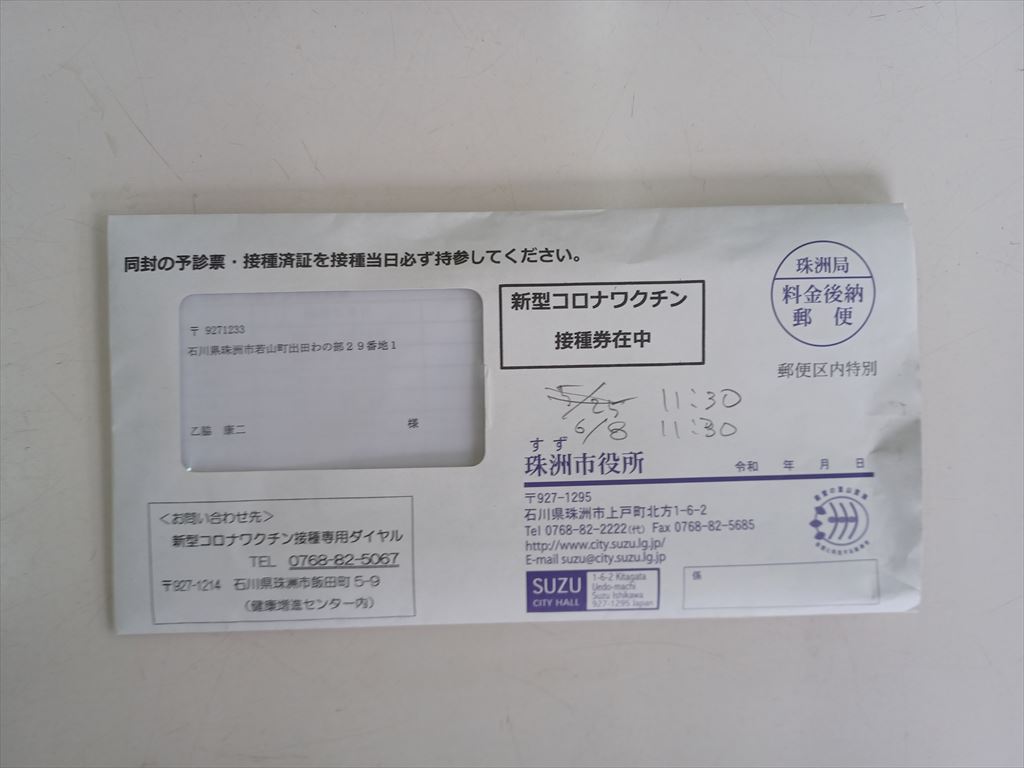 同封の予診票・接種済証を接種当日必ず持参してください。
〒 9271233
石川県珠洲市若山町出田わの部29番地1
乙脇 康二 様
新型コロナワクチン
接種券在中
珠洲局
料金後納
郵 便
郵便区内特別
5/25 11:30
6/8 11:30
すず
珠洲市役所 令和 年 月 日
〒927-1295
石川県珠洲市上戸町北方1-6-2
Tel 0768-82-2222(代) Fax 0768-82-5685
http://www.city.suzu.lg.jp/
E-mail suzu@city.suzu.lg.jp
SUZU
CITY HALL
1-6-2 Kitagata
Uedo-machi
Suzu Ishikawa
927-1295 Japan
係
<お問い合わせ先>
新型コロナワクチン接種専用ダイヤル
TEL 0768-82-5067
〒927-1214 石川県珠洲市飯田町5-9
(健康増進センター内)